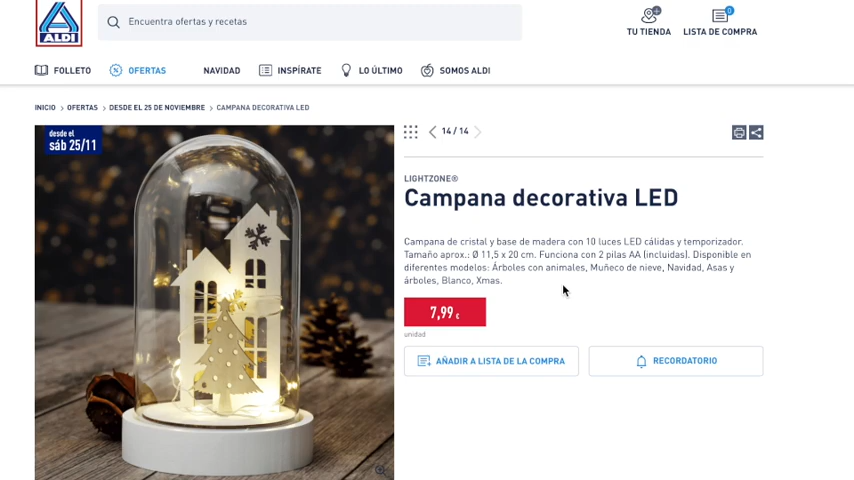 ALDI
Encuentra ofertas y recetas
TU TIENDA
0
LISTA DE COMPRA
FOLLETO
OFERTAS
NAVIDAD
INSPÍRATE
LO ÚLTIMO
SOMOS ALDI
INICIO > OFERTAS > DESDE EL 25 DE NOVIEMBRE > CAMPANA DECORATIVA LED
desde el
sáb 25/11
14 / 14
LIGHTZONE®
Campana decorativa LED
Campana de cristal y base de madera con 10 luces LED cálidas y temporizador.
Tamaño aprox.: Ø 11,5 x 20 cm. Funciona con 2 pilas AA (incluidas). Disponible en
diferentes modelos: Árboles con animales, Muñeco de nieve, Navidad, Asas y
árboles, Blanco, Xmas.
7,99 €
unidad
AÑADIR A LISTA DE LA COMPRA
RECORDATORIO